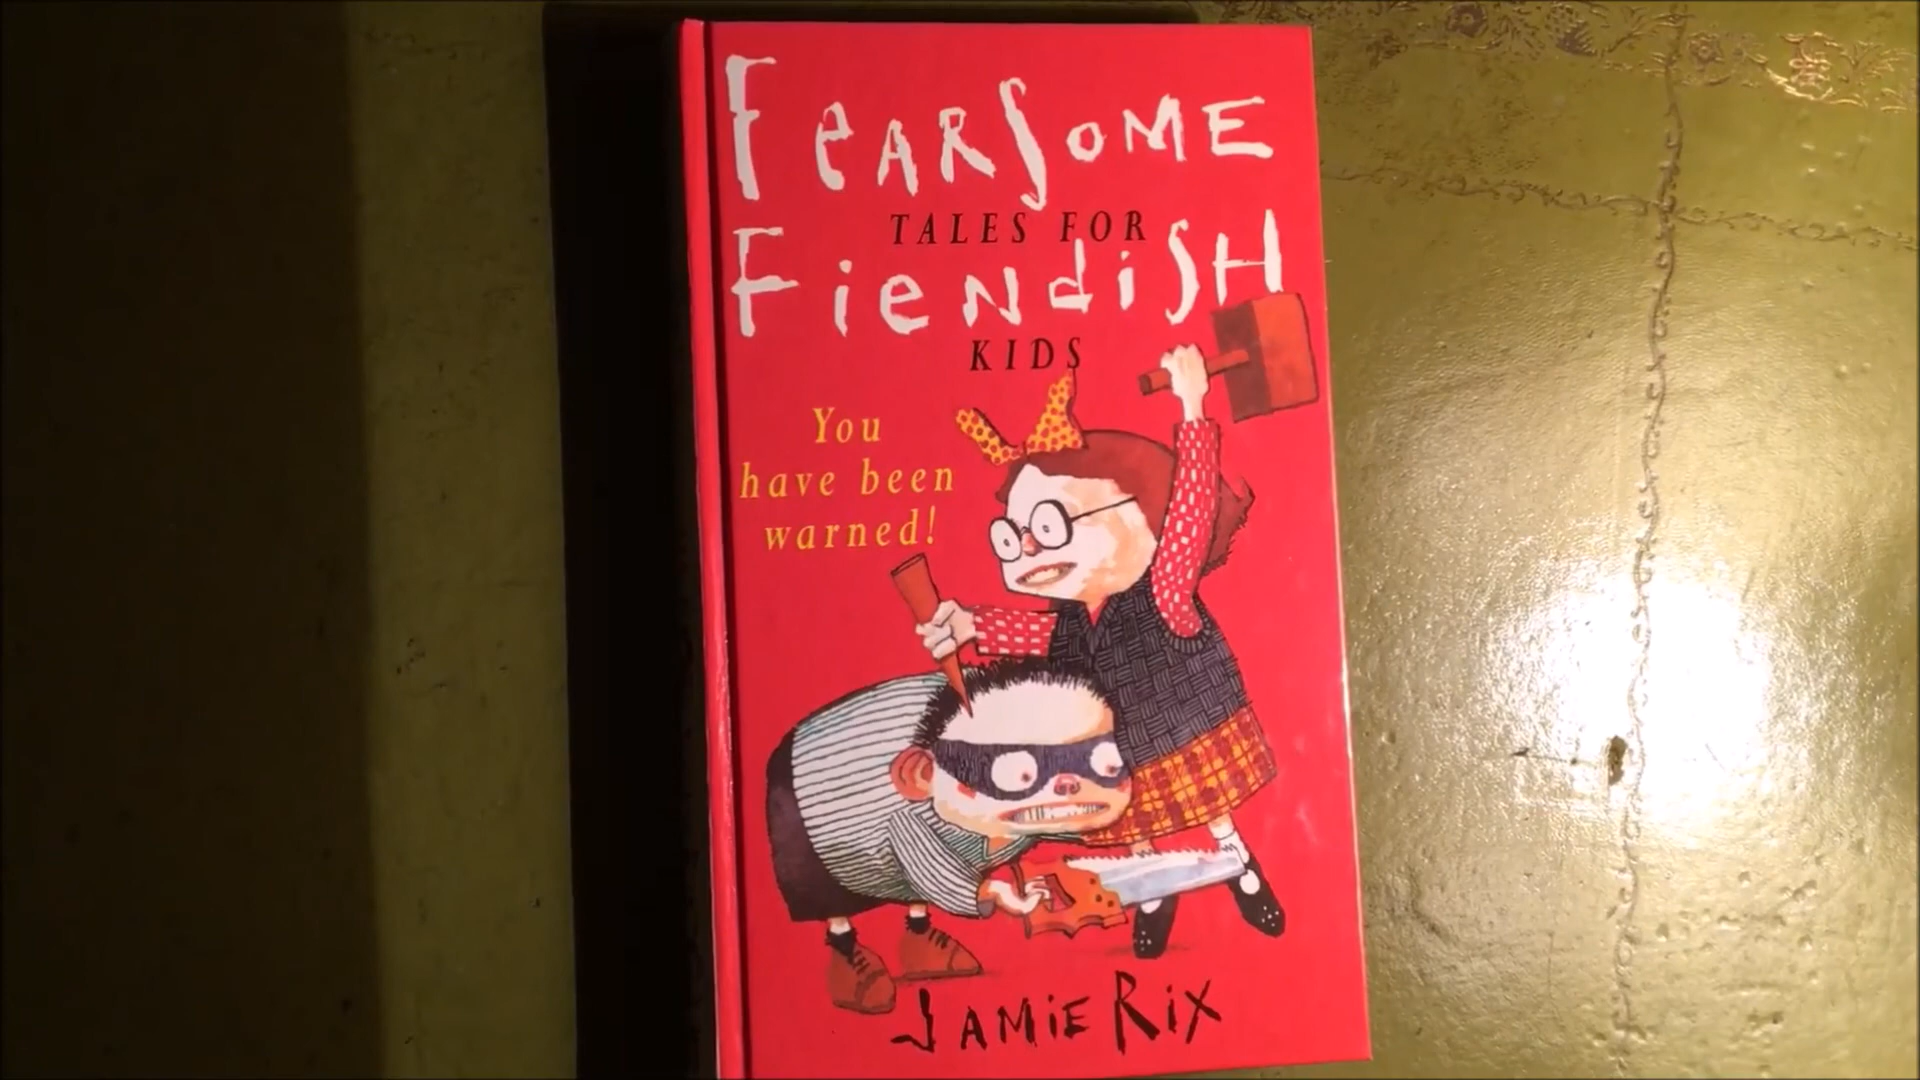 FeARSOME
TALES FOR
FiendiSH
KIDS
You
have been
warned!
JAMiE RiX